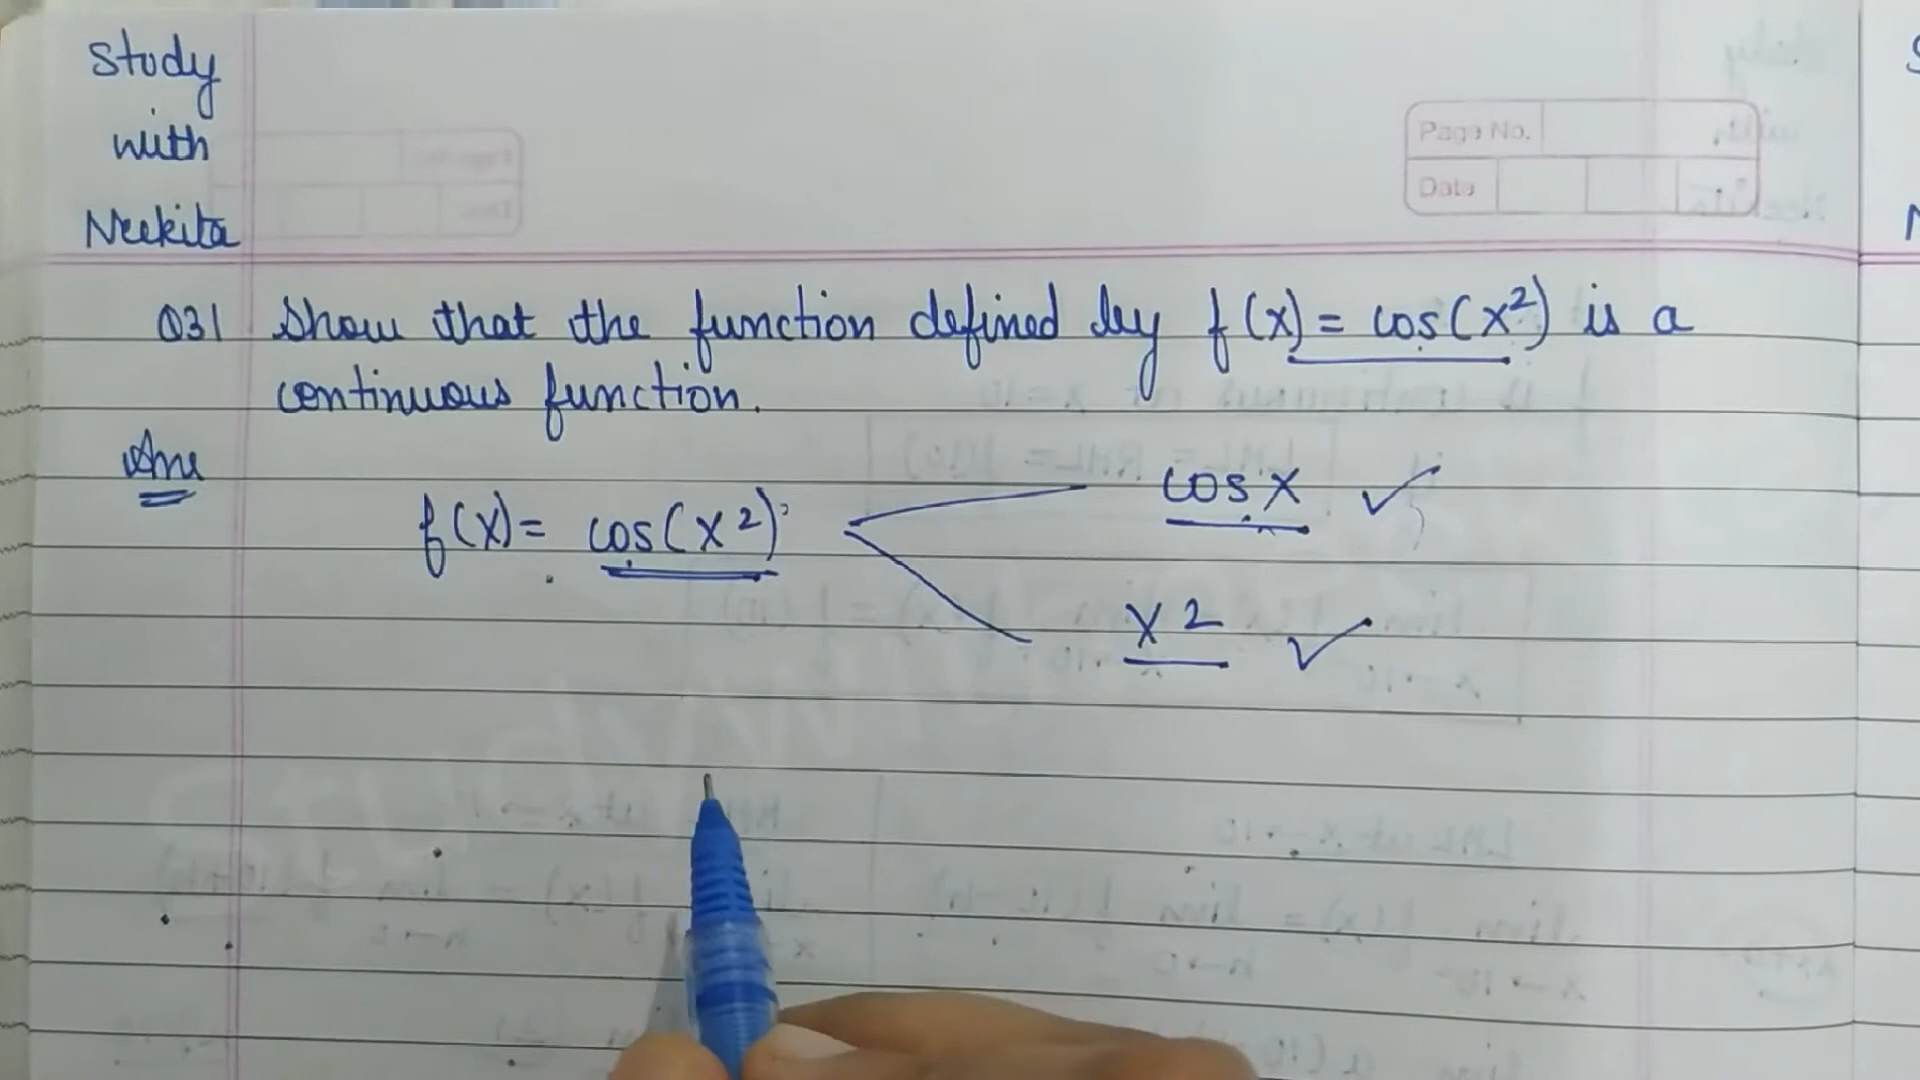 Study
with
Neekita
Page No.
Date
Q31 Show that the function defined by f(x) = cos(x²) is a
continuous function.
Ans
f(x) = cos(x²)
cos x ✓
x² ✓